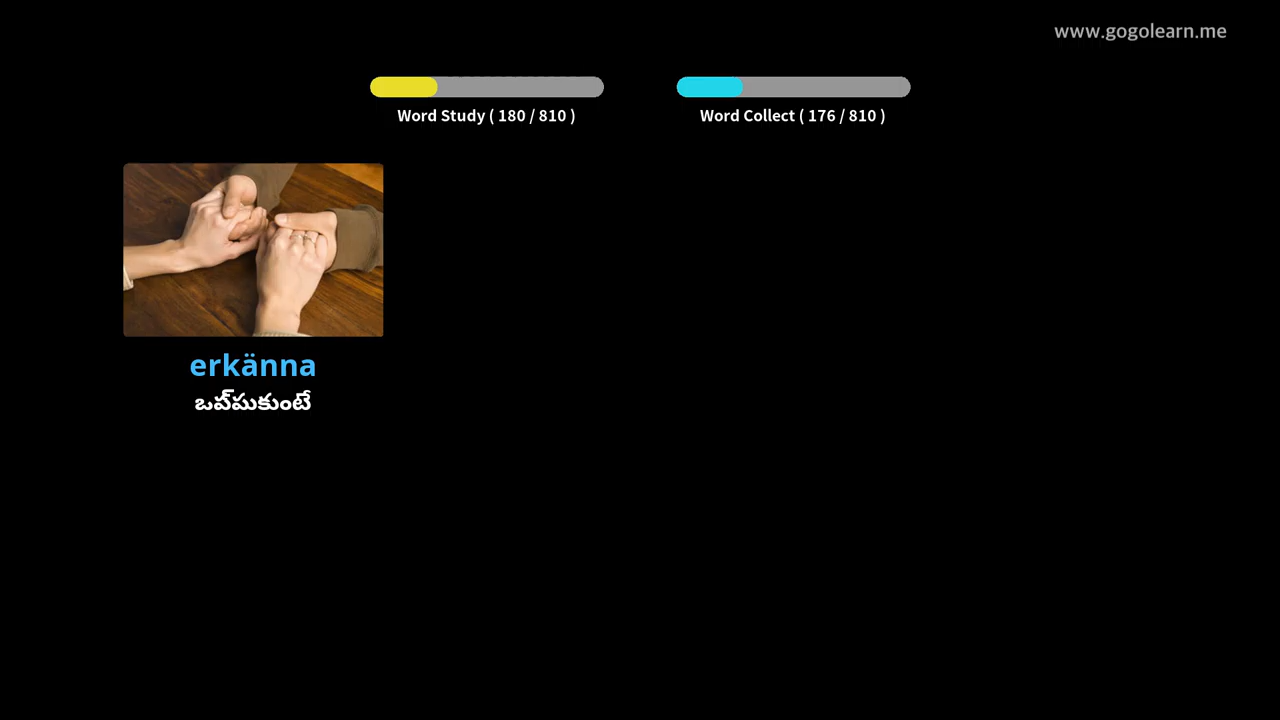 www.gogolearn.me
Word Study ( 180 / 810 )
Word Collect ( 176 / 810 )
erkänna
ఒప్పుకుంటే